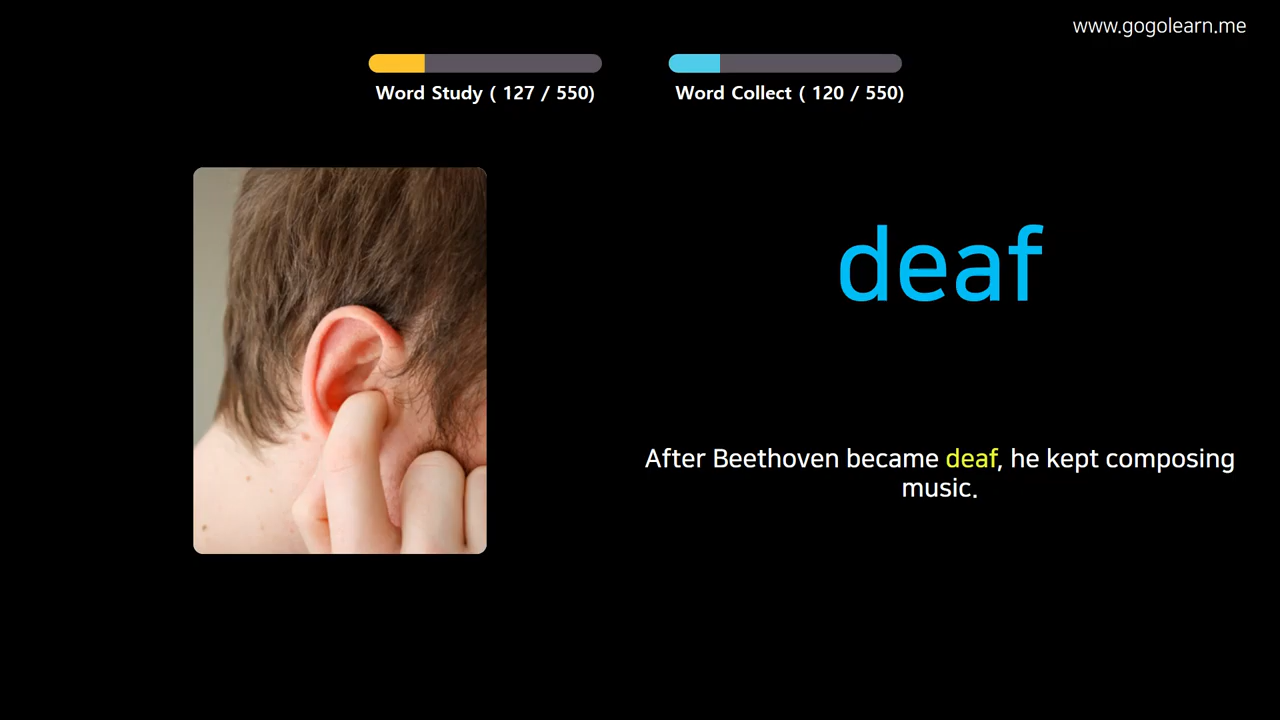 www.gogolearn.me
Word Study ( 127 / 550)
Word Collect ( 120 / 550)
deaf
After Beethoven became deaf, he kept composing
music.